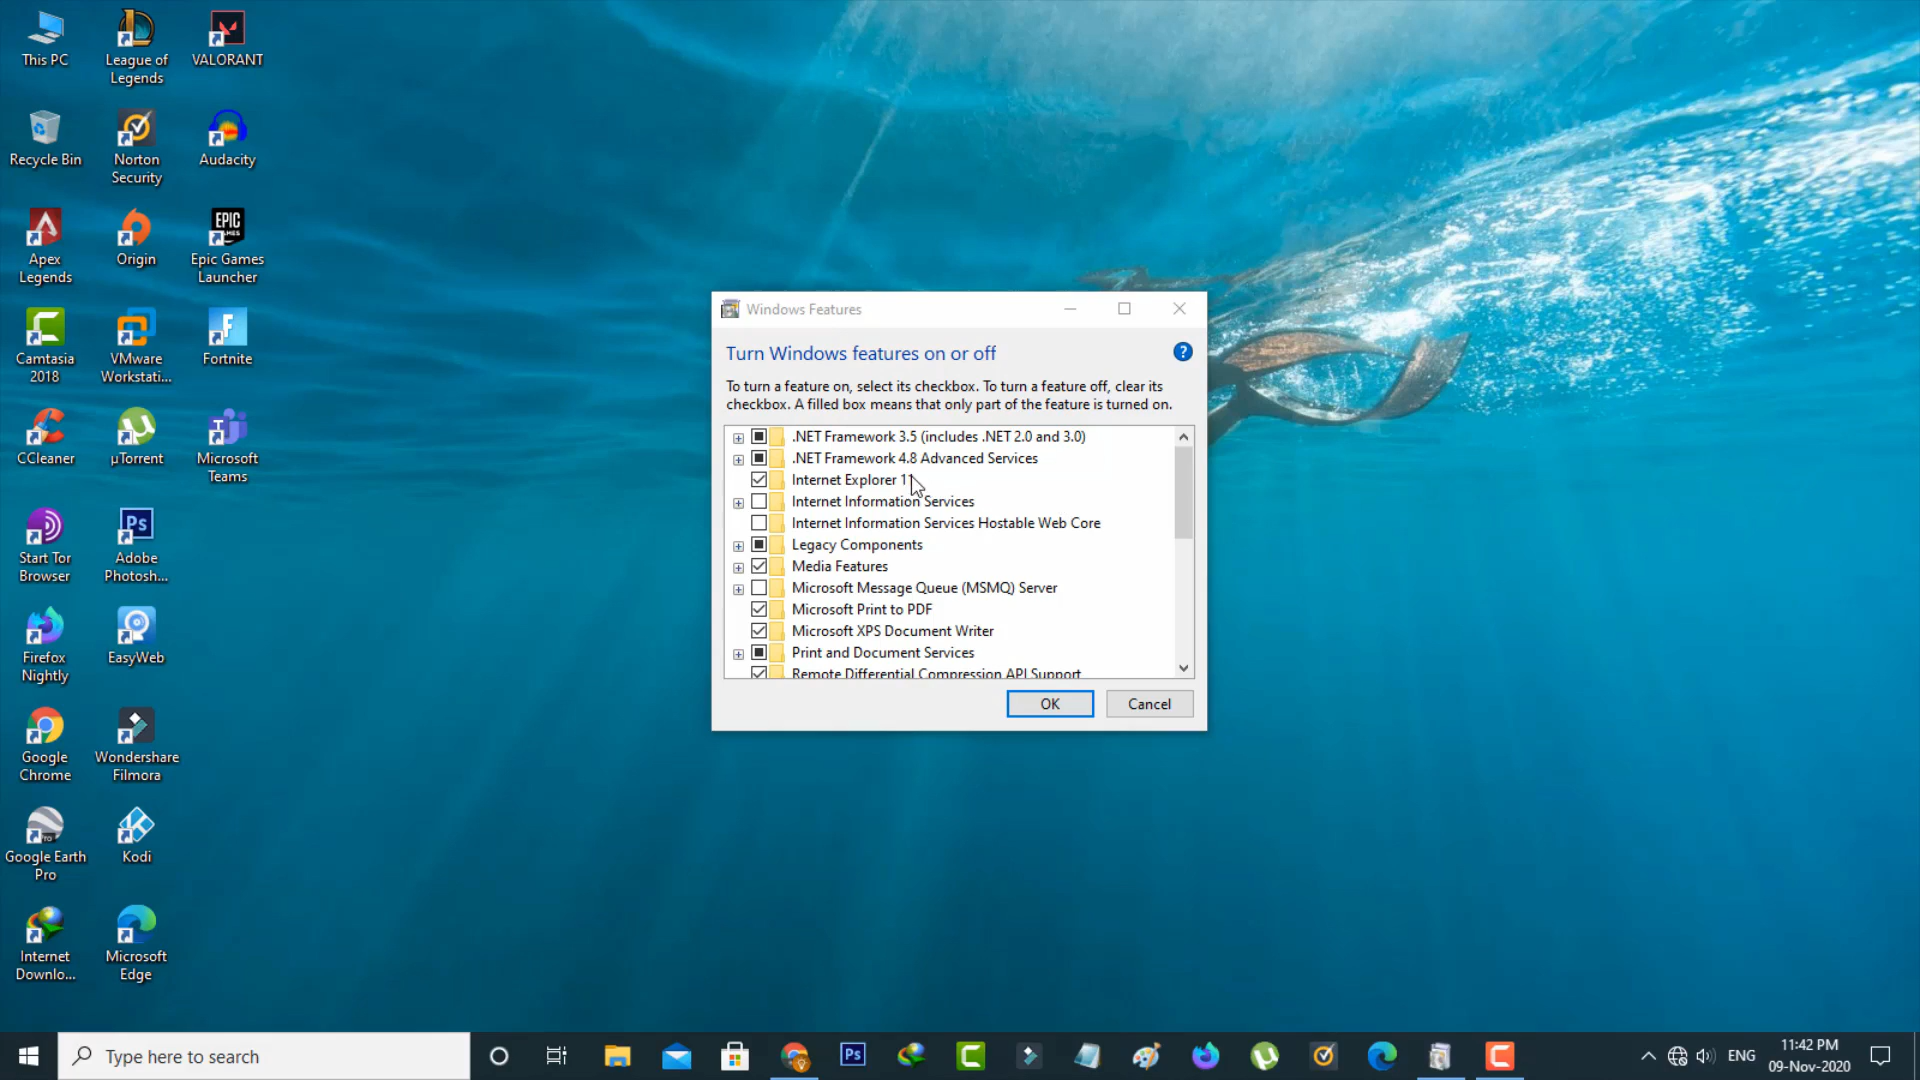 This PC
League of
Legends
VALORANT
Recycle Bin
Norton
Security
Audacity
Apex
Legends
Origin
EPIC
GAMES
Epic Games
Launcher
Camtasia
2018
VMware
Workstati...
Fortnite
CCleaner
µTorrent
Microsoft
Teams
Start Tor
Browser
Ps
Adobe
Photosh...
Firefox
Nightly
EasyWeb
Google
Chrome
Wondershare
Filmora
Google Earth
Pro
Kodi
Internet
Downlo...
Microsoft
Edge
Windows Features
Turn Windows features on or off
To turn a feature on, select its checkbox. To turn a feature off, clear its
checkbox. A filled box means that only part of the feature is turned on.
.NET Framework 3.5 (includes .NET 2.0 and 3.0)
.NET Framework 4.8 Advanced Services
Internet Explorer 11
Internet Information Services
Internet Information Services Hostable Web Core
Legacy Components
Media Features
Microsoft Message Queue (MSMQ) Server
Microsoft Print to PDF
Microsoft XPS Document Writer
Print and Document Services
Remote Differential Compression API Support
OK
Cancel
Type here to search
Ps
ENG
11:42 PM
09-Nov-2020